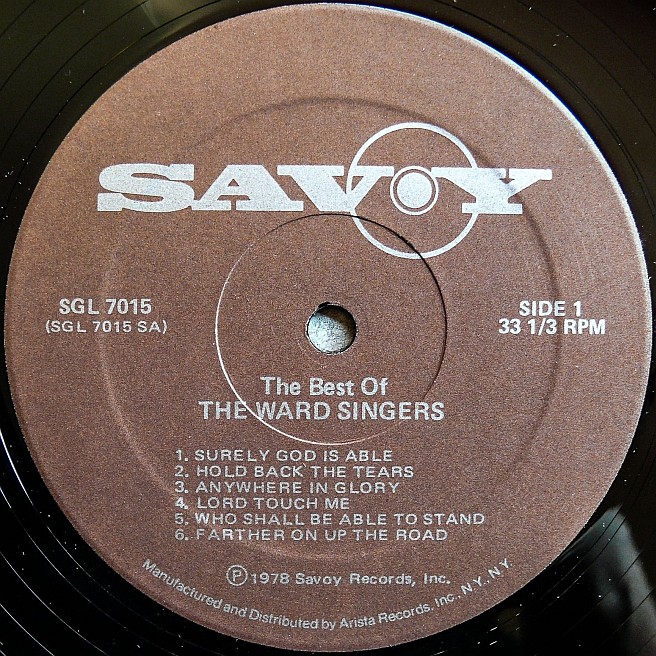 SAVOY
SGL 7015
(SGL 7015 SA)
SIDE 1
33 1/3 RPM
The Best Of
THE WARD SINGERS
1. SURELY GOD IS ABLE
2. HOLD BACK THE TEARS
3. ANYWHERE IN GLORY
4. LORD TOUCH ME
5. WHO SHALL BE ABLE TO STAND
6. FARTHER ON UP THE ROAD
Ⓟ 1978 Savoy Records, Inc.
Manufactured and Distributed by Arista Records, Inc., N.Y., N.Y.